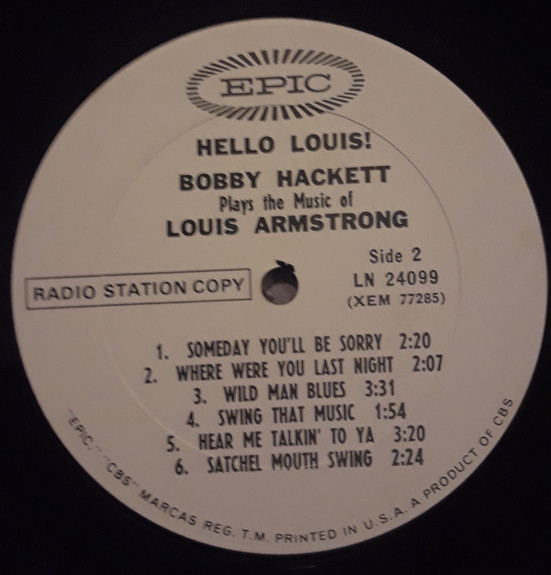 EPIC
HELLO LOUIS!
BOBBY HACKETT
Plays the Music of
LOUIS ARMSTRONG
Side 2
LN 24099
(XEM 77285)
RADIO STATION COPY
1. SOMEDAY YOU'LL BE SORRY 2:20
2. WHERE WERE YOU LAST NIGHT 2:07
3. WILD MAN BLUES 3:31
4. SWING THAT MUSIC 1:54
5. HEAR ME TALKIN' TO YA 3:20
6. SATCHEL MOUTH SWING 2:24
"EPIC," "CBS" MARCAS REG. T.M. PRINTED IN U.S.A. A PRODUCT OF CBS